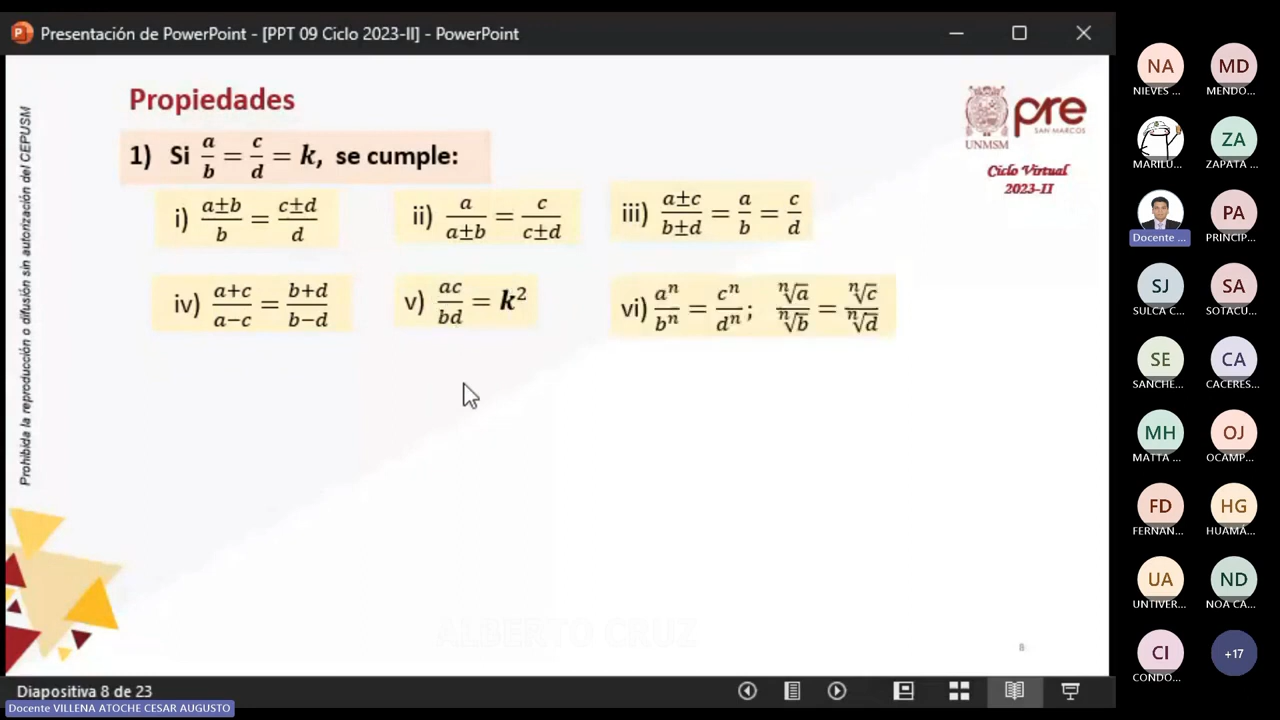 Presentación de PowerPoint - [PPT 09 Ciclo 2023-II] - PowerPoint
Prohibida la reproducción o difusión sin autorización del CEPUSM
Propiedades
UNMSM
pre
SAN MARCOS
Ciclo Virtual
2023-II
1) Si a/b = c/d = k, se cumple:
i) (a±b)/b = (c±d)/d
ii) a/(a±b) = c/(c±d)
iii) (a±c)/(b±d) = a/b = c/d
iv) (a+c)/(a−c) = (b+d)/(b−d)
v) ac/bd = k²
vi) aⁿ/bⁿ = cⁿ/dⁿ; ⁿ√a/ⁿ√b = ⁿ√c/ⁿ√d
ALBERTO CRUZ
8
Diapositiva 8 de 23
Docente VILLENA ATOCHE CESAR AUGUSTO
NA
NIEVES ...
MD
MENDO...
MARILÚ...
ZA
ZAPATA ...
Docente ...
PA
PRINCIP...
SJ
SULCA C...
SA
SOTACU...
SE
SANCHE...
CA
CACERES...
MH
MATTA ...
OJ
OCAMP...
FD
FERNAN...
HG
HUAMÁ...
UA
UNTIVER...
ND
NOA CA...
CI
CONDO...
+17